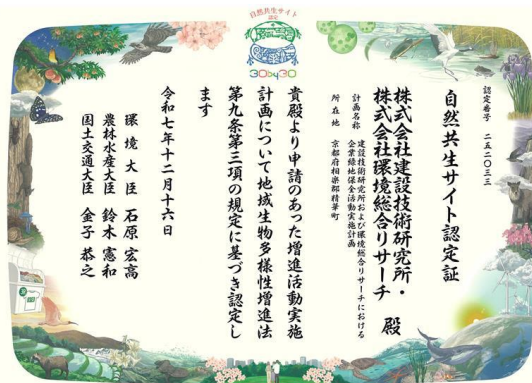 自然共生サイト
認定
30by30
認定番号 二五二〇三三
自然共生サイト認定証
株式会社建設技術研究所・
株式会社環境総合リサーチ 殿
計画名称 建設技術研究所および環境総合リサーチにおける
企業緑地保全活動実施計画
所在地 京都府相楽郡精華町
貴殿より申請のあった増進活動実施
計画について地域生物多様性増進法
第九条第三項の規定に基づき認定し
ます
令和七年十二月十六日
環境大臣 石原宏高
農林水産大臣 鈴木憲和
国土交通大臣 金子恭之